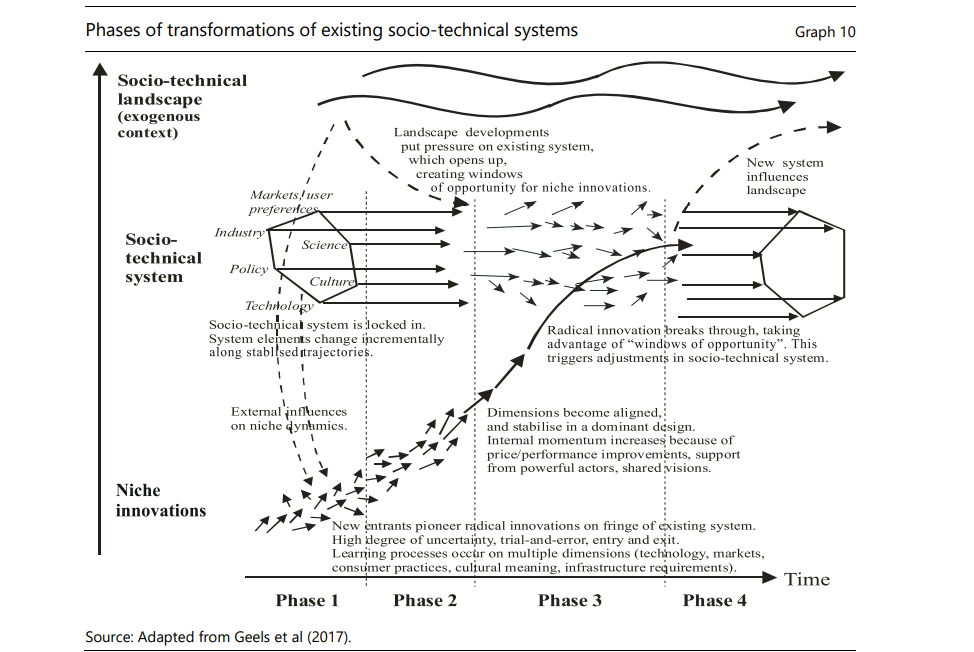 Phases of transformations of existing socio-technical systems
Graph 10
Socio-technical
landscape
(exogenous
context)
Landscape developments
put pressure on existing system,
which opens up,
creating windows
of opportunity for niche innovations.
New system
influences
landscape
Markets, user
preferences
Industry
Science
Policy
Culture
Technology
Socio-
technical
system
Socio-technical system is locked in.
System elements change incrementally
along stablised trajectories.
Radical innovation breaks through, taking
advantage of “windows of opportunity”. This
triggers adjustments in socio-technical system.
External influences
on niche dynamics.
Dimensions become aligned,
and stabilise in a dominant design.
Internal momentum increases because of
price/performance improvements, support
from powerful actors, shared visions.
Niche
innovations
New entrants pioneer radical innovations on fringe of existing system.
High degree of uncertainty, trial-and-error, entry and exit.
Learning processes occur on multiple dimensions (technology, markets,
consumer practices, cultural meaning, infrastructure requirements).
Time
Phase 1
Phase 2
Phase 3
Phase 4
Source: Adapted from Geels et al (2017).